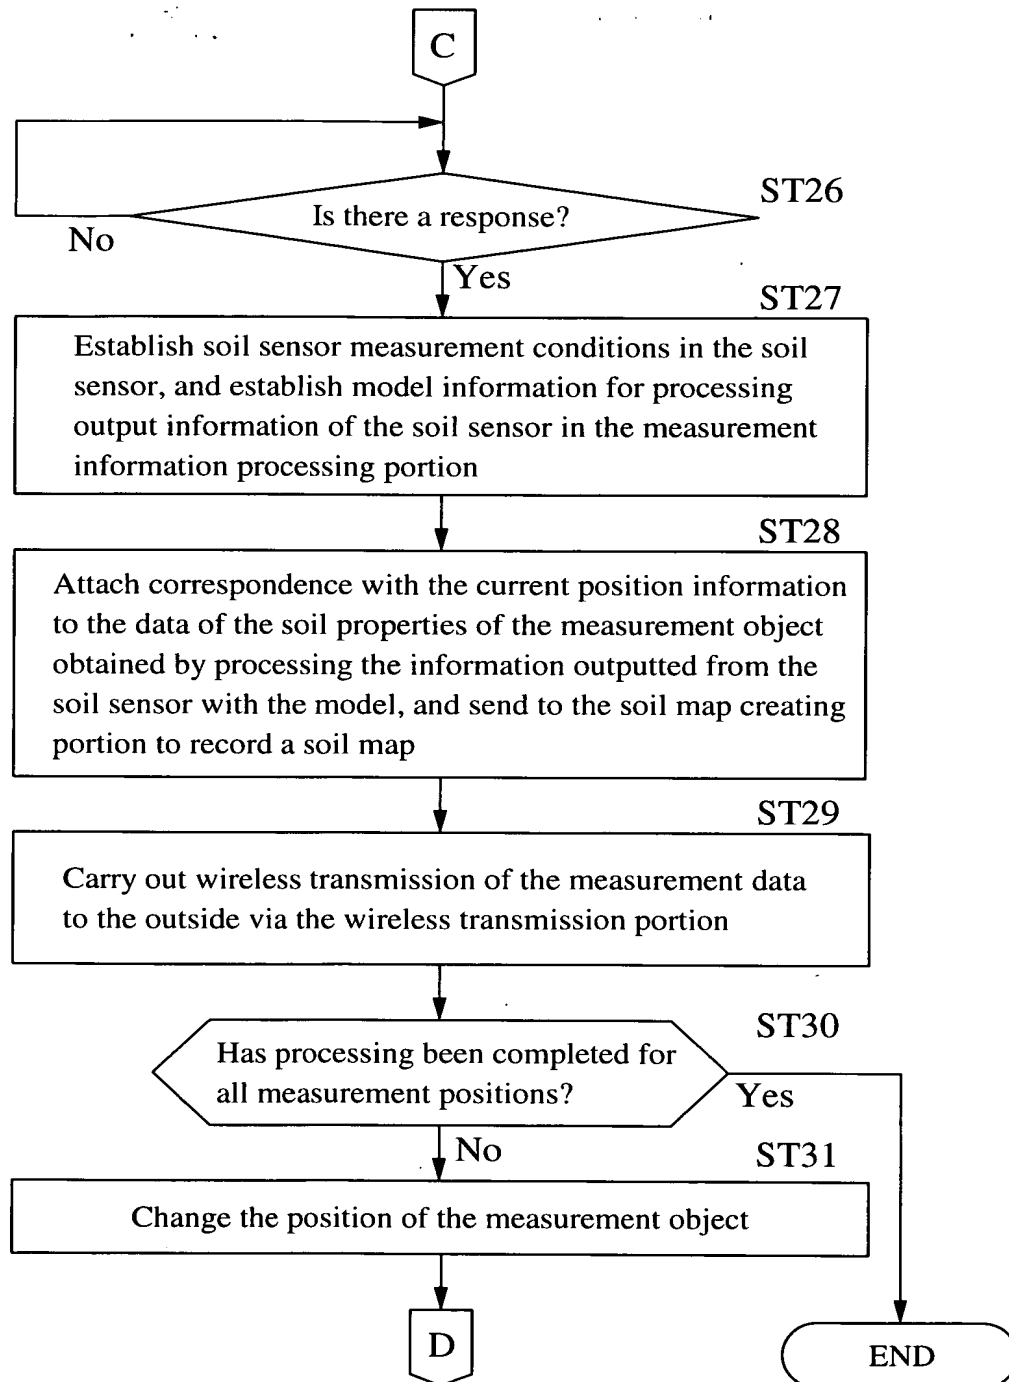 C
ST26
Is there a response?
No
Yes
ST27
Establish soil sensor measurement conditions in the soil
sensor, and establish model information for processing
output information of the soil sensor in the measurement
information processing portion
ST28
Attach correspondence with the current position information
to the data of the soil properties of the measurement object
obtained by processing the information outputted from the
soil sensor with the model, and send to the soil map creating
portion to record a soil map
ST29
Carry out wireless transmission of the measurement data
to the outside via the wireless transmission portion
ST30
Has processing been completed for
all measurement positions?
Yes
No
ST31
Change the position of the measurement object
D
END